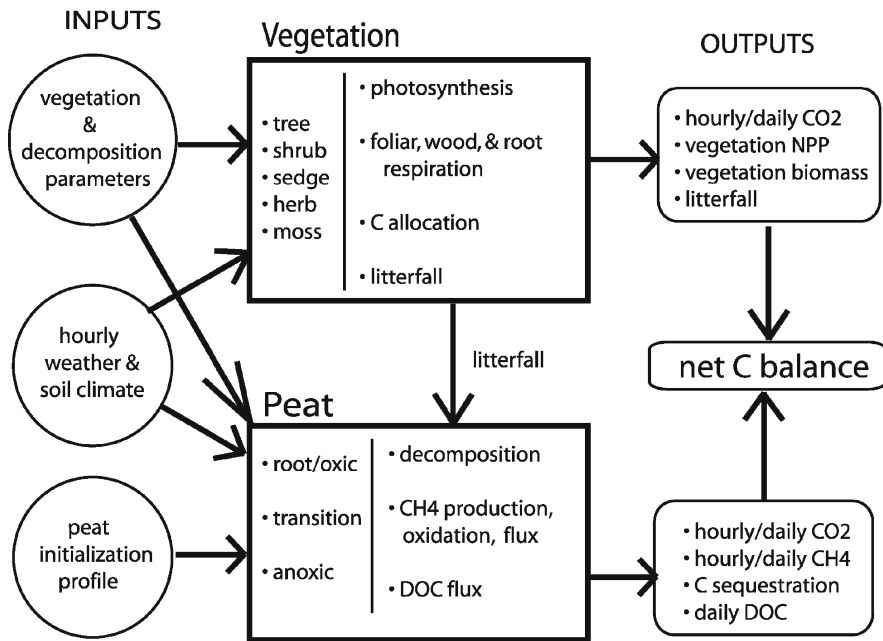 INPUTS
vegetation
&
decomposition
parameters
hourly
weather &
soil climate
peat
initialization
profile
Vegetation
• tree
• shrub
• sedge
• herb
• moss
• photosynthesis
• foliar, wood, & root
respiration
• C allocation
• litterfall
litterfall
Peat
• root/oxic
• transition
• anoxic
• decomposition
• CH4 production,
oxidation, flux
• DOC flux
OUTPUTS
• hourly/daily CO2
• vegetation NPP
• vegetation biomass
• litterfall
net C balance
• hourly/daily CO2
• hourly/daily CH4
• C sequestration
• daily DOC